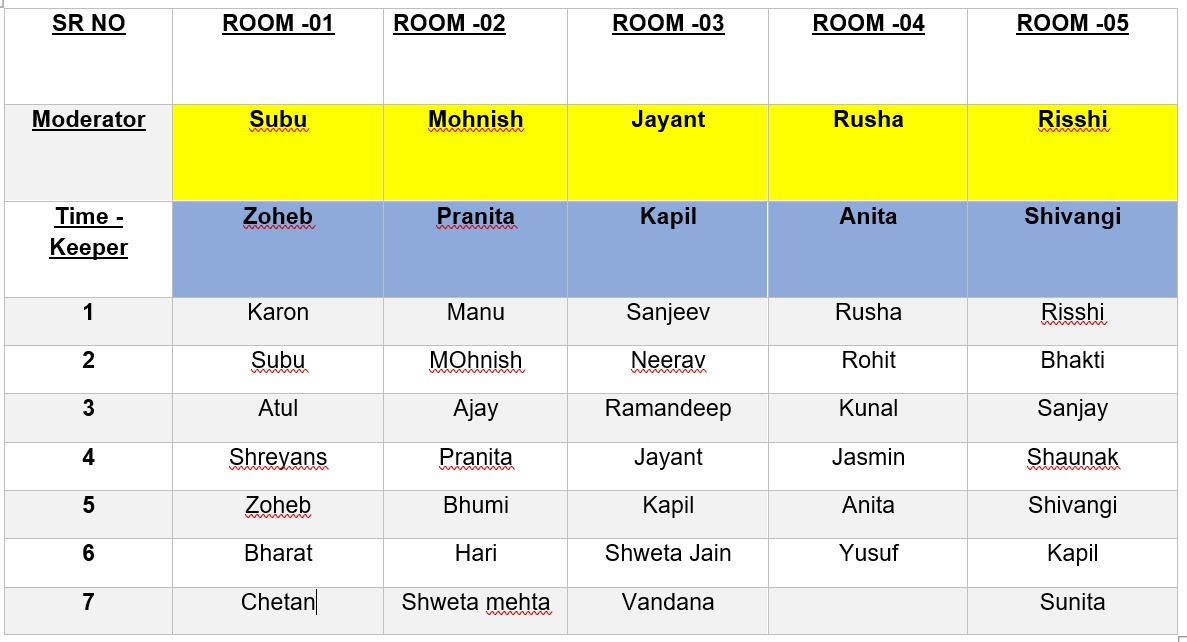 SR NO ROOM -01 ROOM -02 ROOM -03 ROOM -04 ROOM -05
Moderator Subu Mohnish Jayant Rusha Risshi
Time - Zoheb Pranita Kapil Anita Shivangi
Keeper
1 Karon Manu Sanjeev Rusha Risshi
2 Subu MOhnish Neerav Rohit Bhakti
3 Atul Ajay Ramandeep Kunal Sanjay
4 Shreyans Pranita Jayant Jasmin Shaunak
5 Zoheb Bhumi Kapil Anita Shivangi
6 Bharat Hari Shweta Jain Yusuf Kapil
7 Chetan Shweta mehta Vandana Sunita